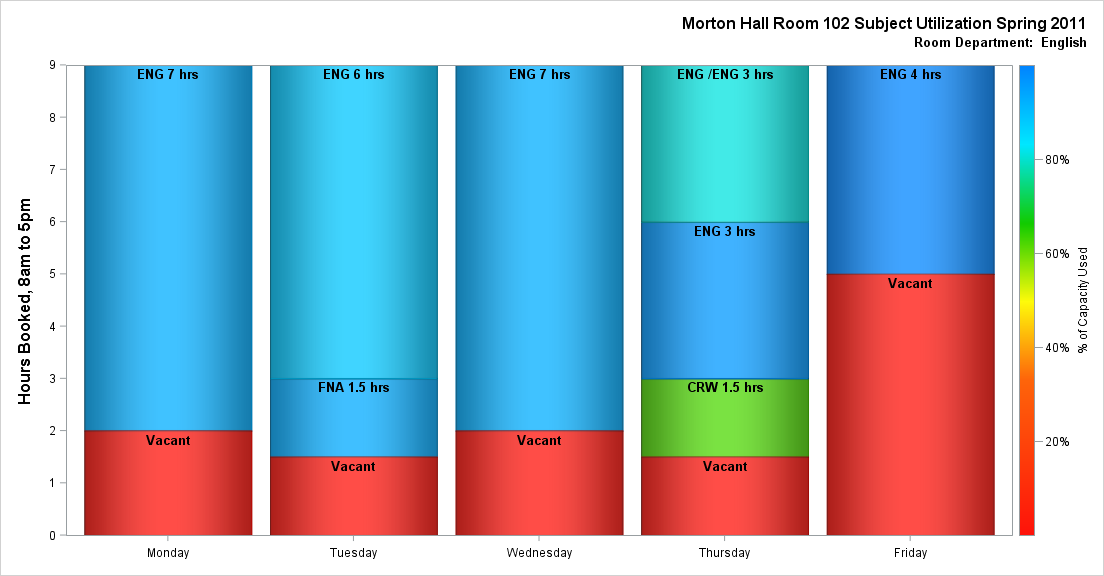 Morton Hall Room 102 Subject Utilization Spring 2011
Room Department: English
Hours Booked, 8am to 5pm
9
8
7
6
5
4
3
2
1
0
ENG 7 hrs
Vacant
ENG 6 hrs
FNA 1.5 hrs
Vacant
ENG 7 hrs
Vacant
ENG /ENG 3 hrs
ENG 3 hrs
CRW 1.5 hrs
Vacant
ENG 4 hrs
Vacant
Monday
Tuesday
Wednesday
Thursday
Friday
80%
60%
40%
20%
% of Capacity Used